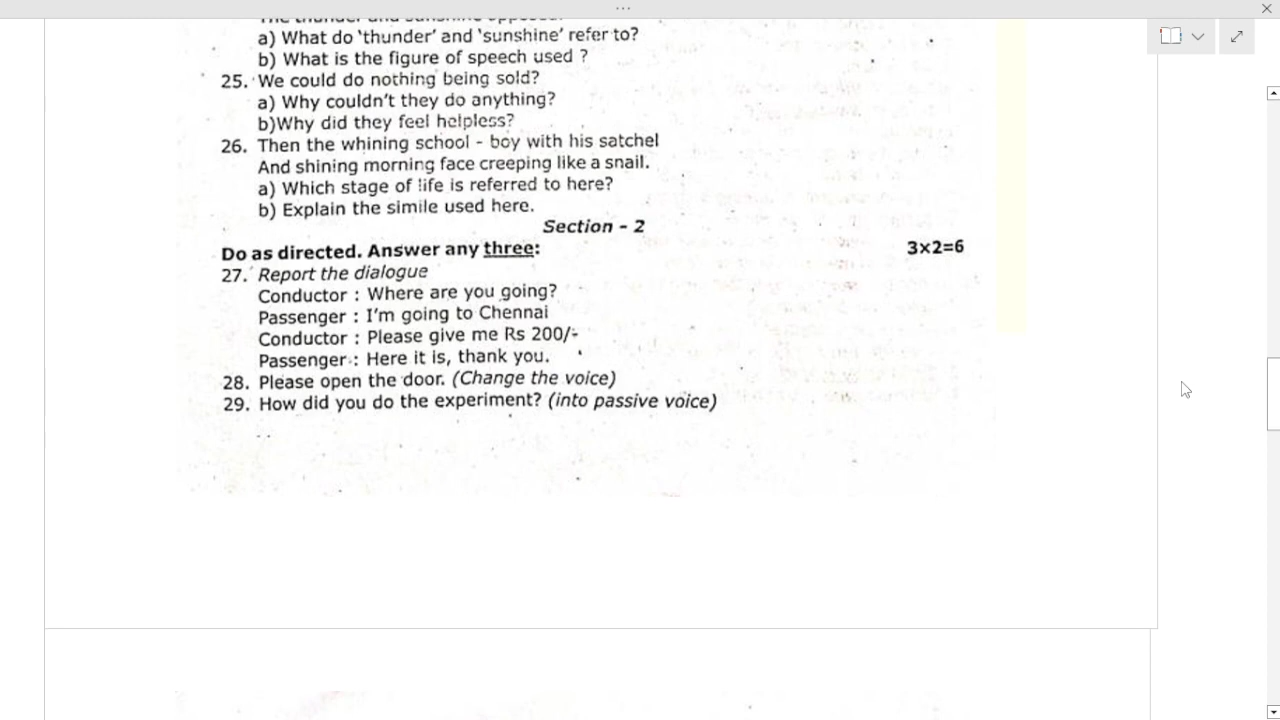 a) What do ‘thunder’ and ‘sunshine’ refer to?
b) What is the figure of speech used ?
25. We could do nothing being sold?
a) Why couldn’t they do anything?
b)Why did they feel helpless?
26. Then the whining school - boy with his satchel
And shining morning face creeping like a snail.
a) Which stage of life is referred to here?
b) Explain the simile used here.
Section - 2
Do as directed. Answer any three: 3×2=6
27. Report the dialogue
Conductor : Where are you going?
Passenger : I’m going to Chennai
Conductor : Please give me Rs 200/-
Passenger : Here it is, thank you.
28. Please open the door. (Change the voice)
29. How did you do the experiment? (into passive voice)